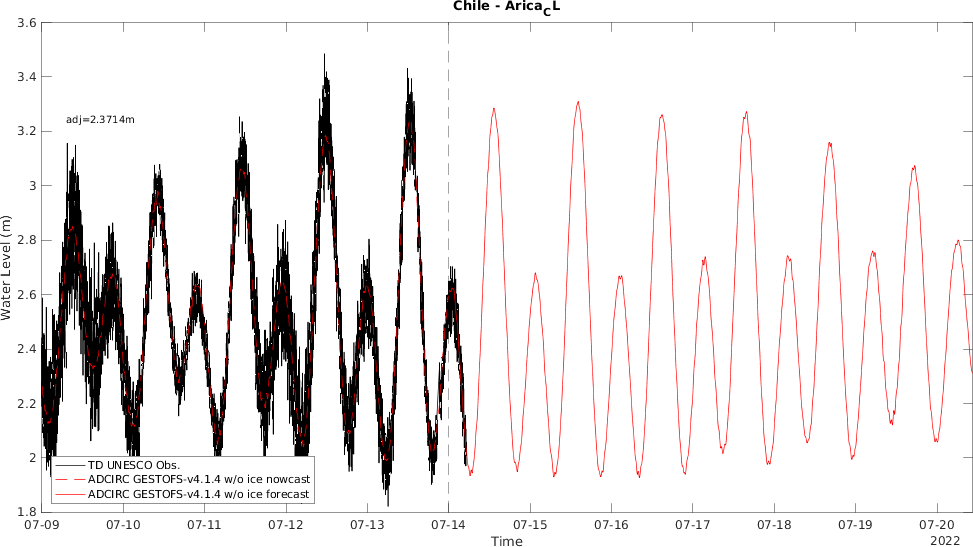 Chile - AricaCL
3.6
3.4
3.2
3
2.8
2.6
2.4
2.2
2
1.8
Water Level (m)
adj=2.3714m
TD UNESCO Obs.
ADCIRC GESTOFS-v4.1.4 w/o ice nowcast
ADCIRC GESTOFS-v4.1.4 w/o ice forecast
07-09 07-10 07-11 07-12 07-13 07-14 07-15 07-16 07-17 07-18 07-19 07-20
Time
2022